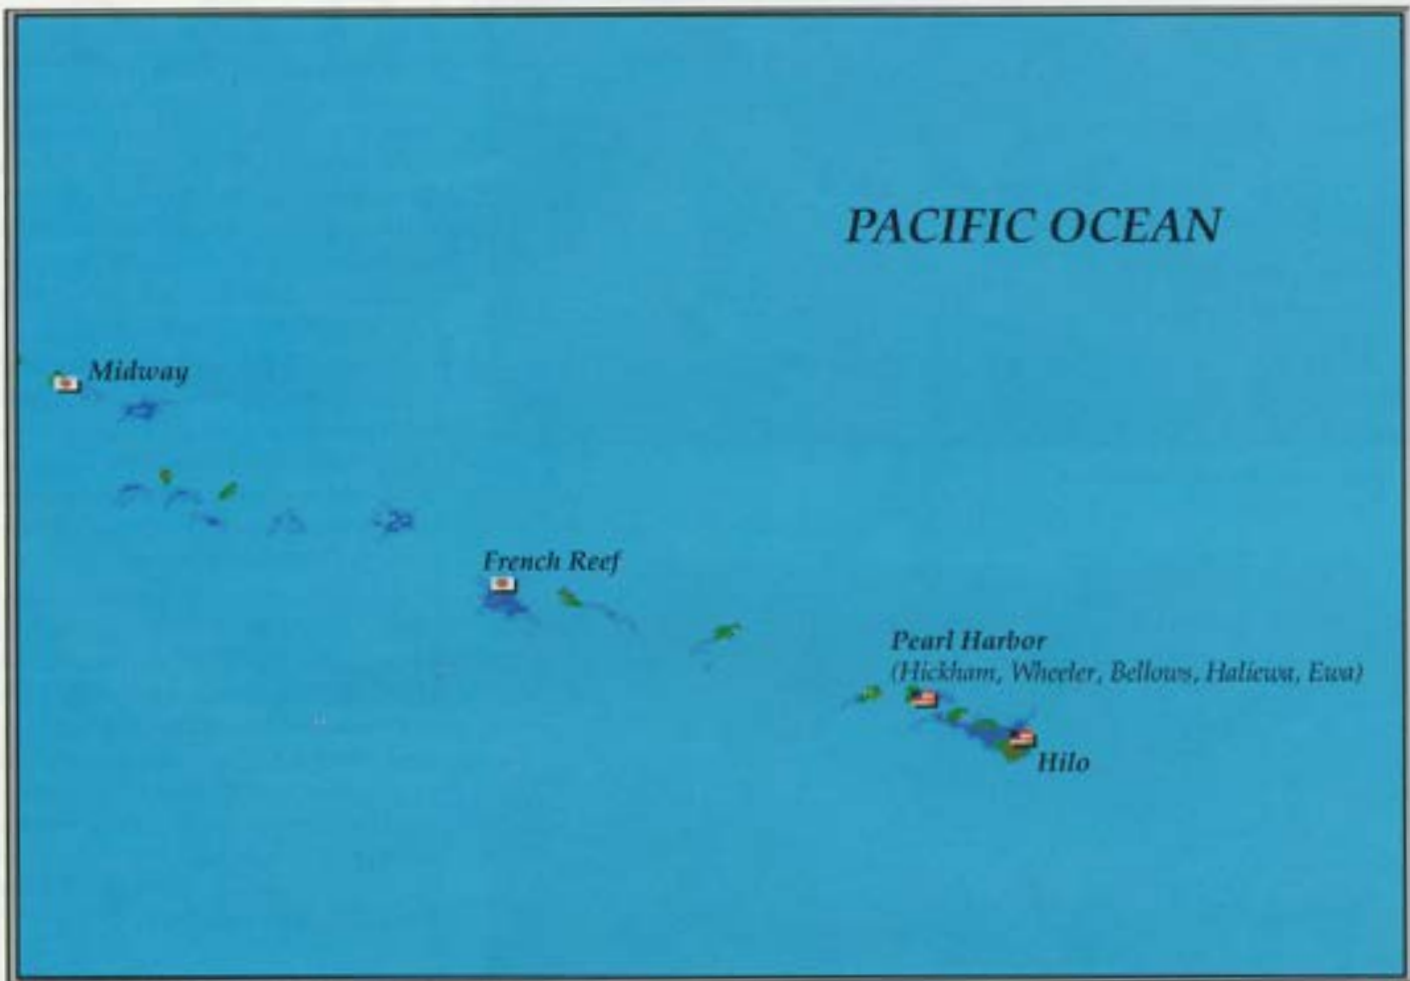 PACIFIC OCEAN
Midway
French Reef
Pearl Harbor
(Hickham, Wheeler, Bellows, Haliewa, Ewa)
Hilo